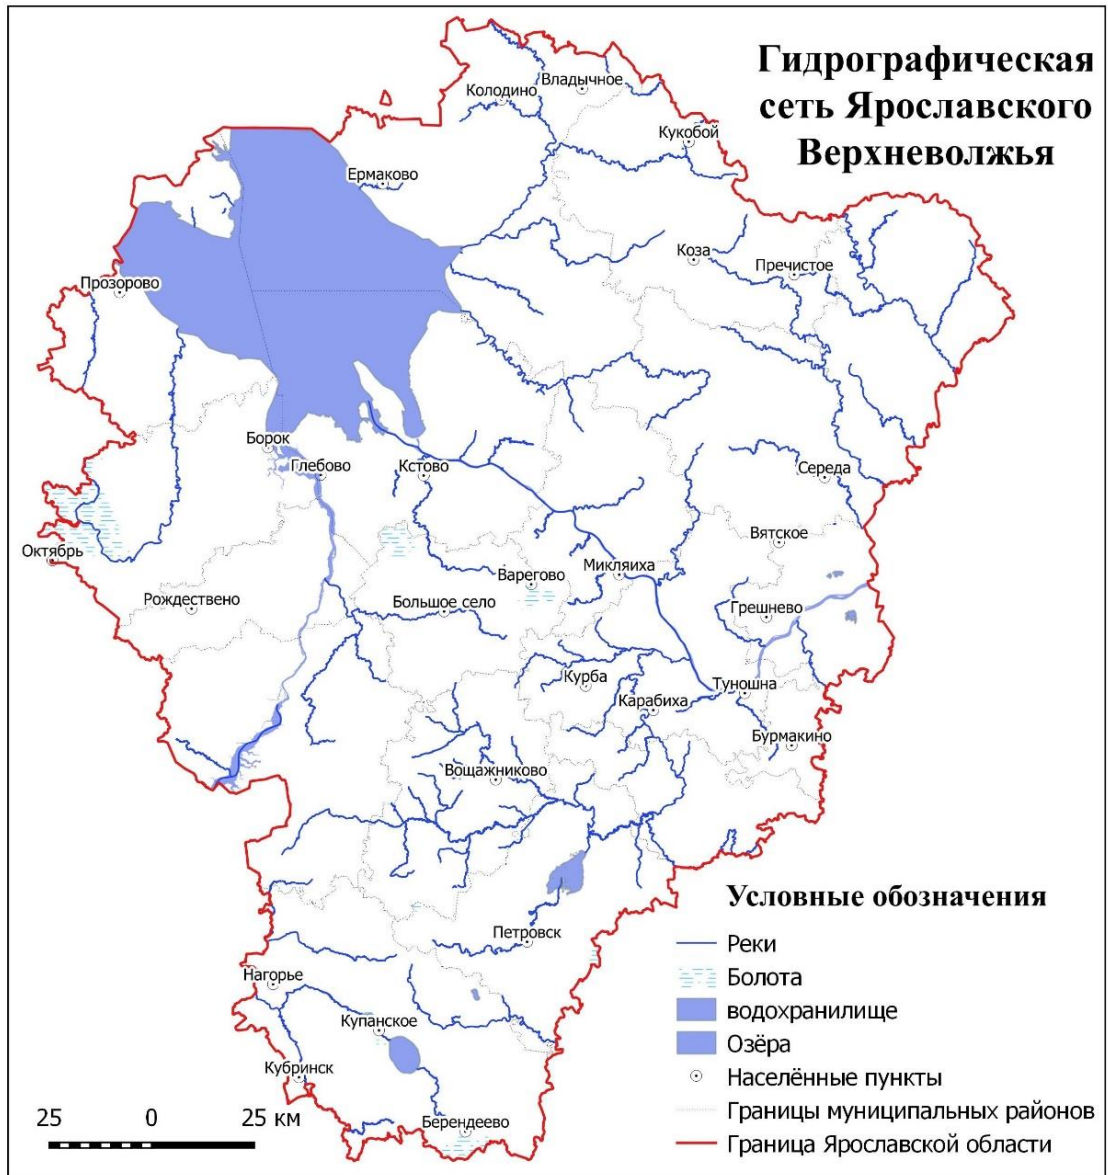 Гидрографическая
сеть Ярославского
Верхневолжья
Владычное
Колодино
Кукобой
Ермаково
Коза
Пречистое
Прозорово
Борок
Глебово
Кстово
Середа
Вятское
Октябрь
Микляиха
Варегово
Рождествено
Большое село
Грешнево
Курба
Туношна
Карабиха
Бурмакино
Вощажниково
Петровск
Нагорье
Купанское
Кубринск
Берендеево
Условные обозначения
Реки
Болота
водохранилище
Озёра
Населённые пункты
Границы муниципальных районов
Граница Ярославской области
25 0 25 км